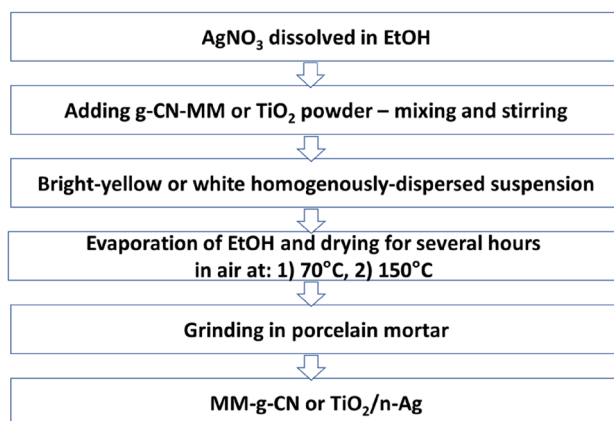 AgNO₃ dissolved in EtOH
Adding g-CN-MM or TiO₂ powder – mixing and stirring
Bright-yellow or white homogenously-dispersed suspension
Evaporation of EtOH and drying for several hours
in air at: 1) 70°C, 2) 150°C
Grinding in porcelain mortar
MM-g-CN or TiO₂/n-Ag